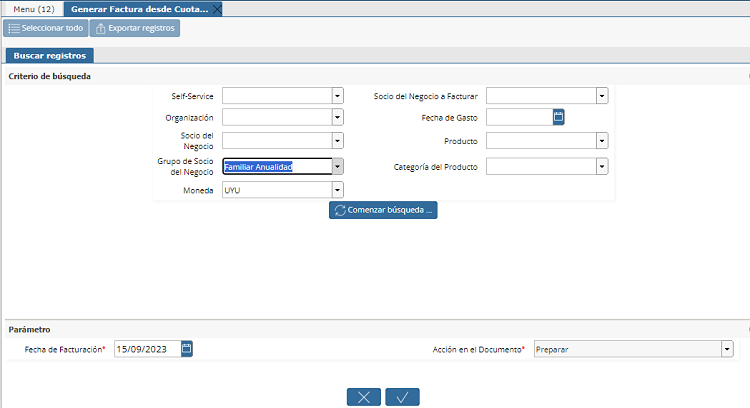 Menu (12) Generar Factura desde Cuota...
Seleccionar todo Exportar registros
Buscar registros
Criterio de búsqueda
Self-Service Socio del Negocio a Facturar
Organización Fecha de Gasto
Socio del
Negocio Producto
Grupo de Socio
del Negocio Familiar Anualidad Categoría del Producto
Moneda UYU
Comenzar búsqueda ...
Parámetro
Fecha de Facturación* 15/09/2023 Acción en el Documento* Preparar